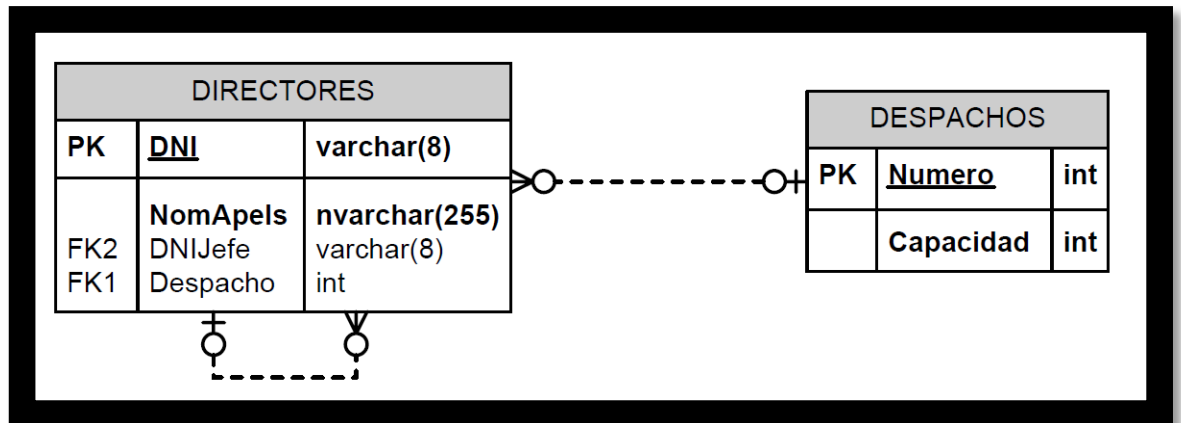 DIRECTORES
PK DNI varchar(8)
NomApels nvarchar(255)
FK2 DNIJefe varchar(8)
FK1 Despacho int
DESPACHOS
PK Numero int
Capacidad int